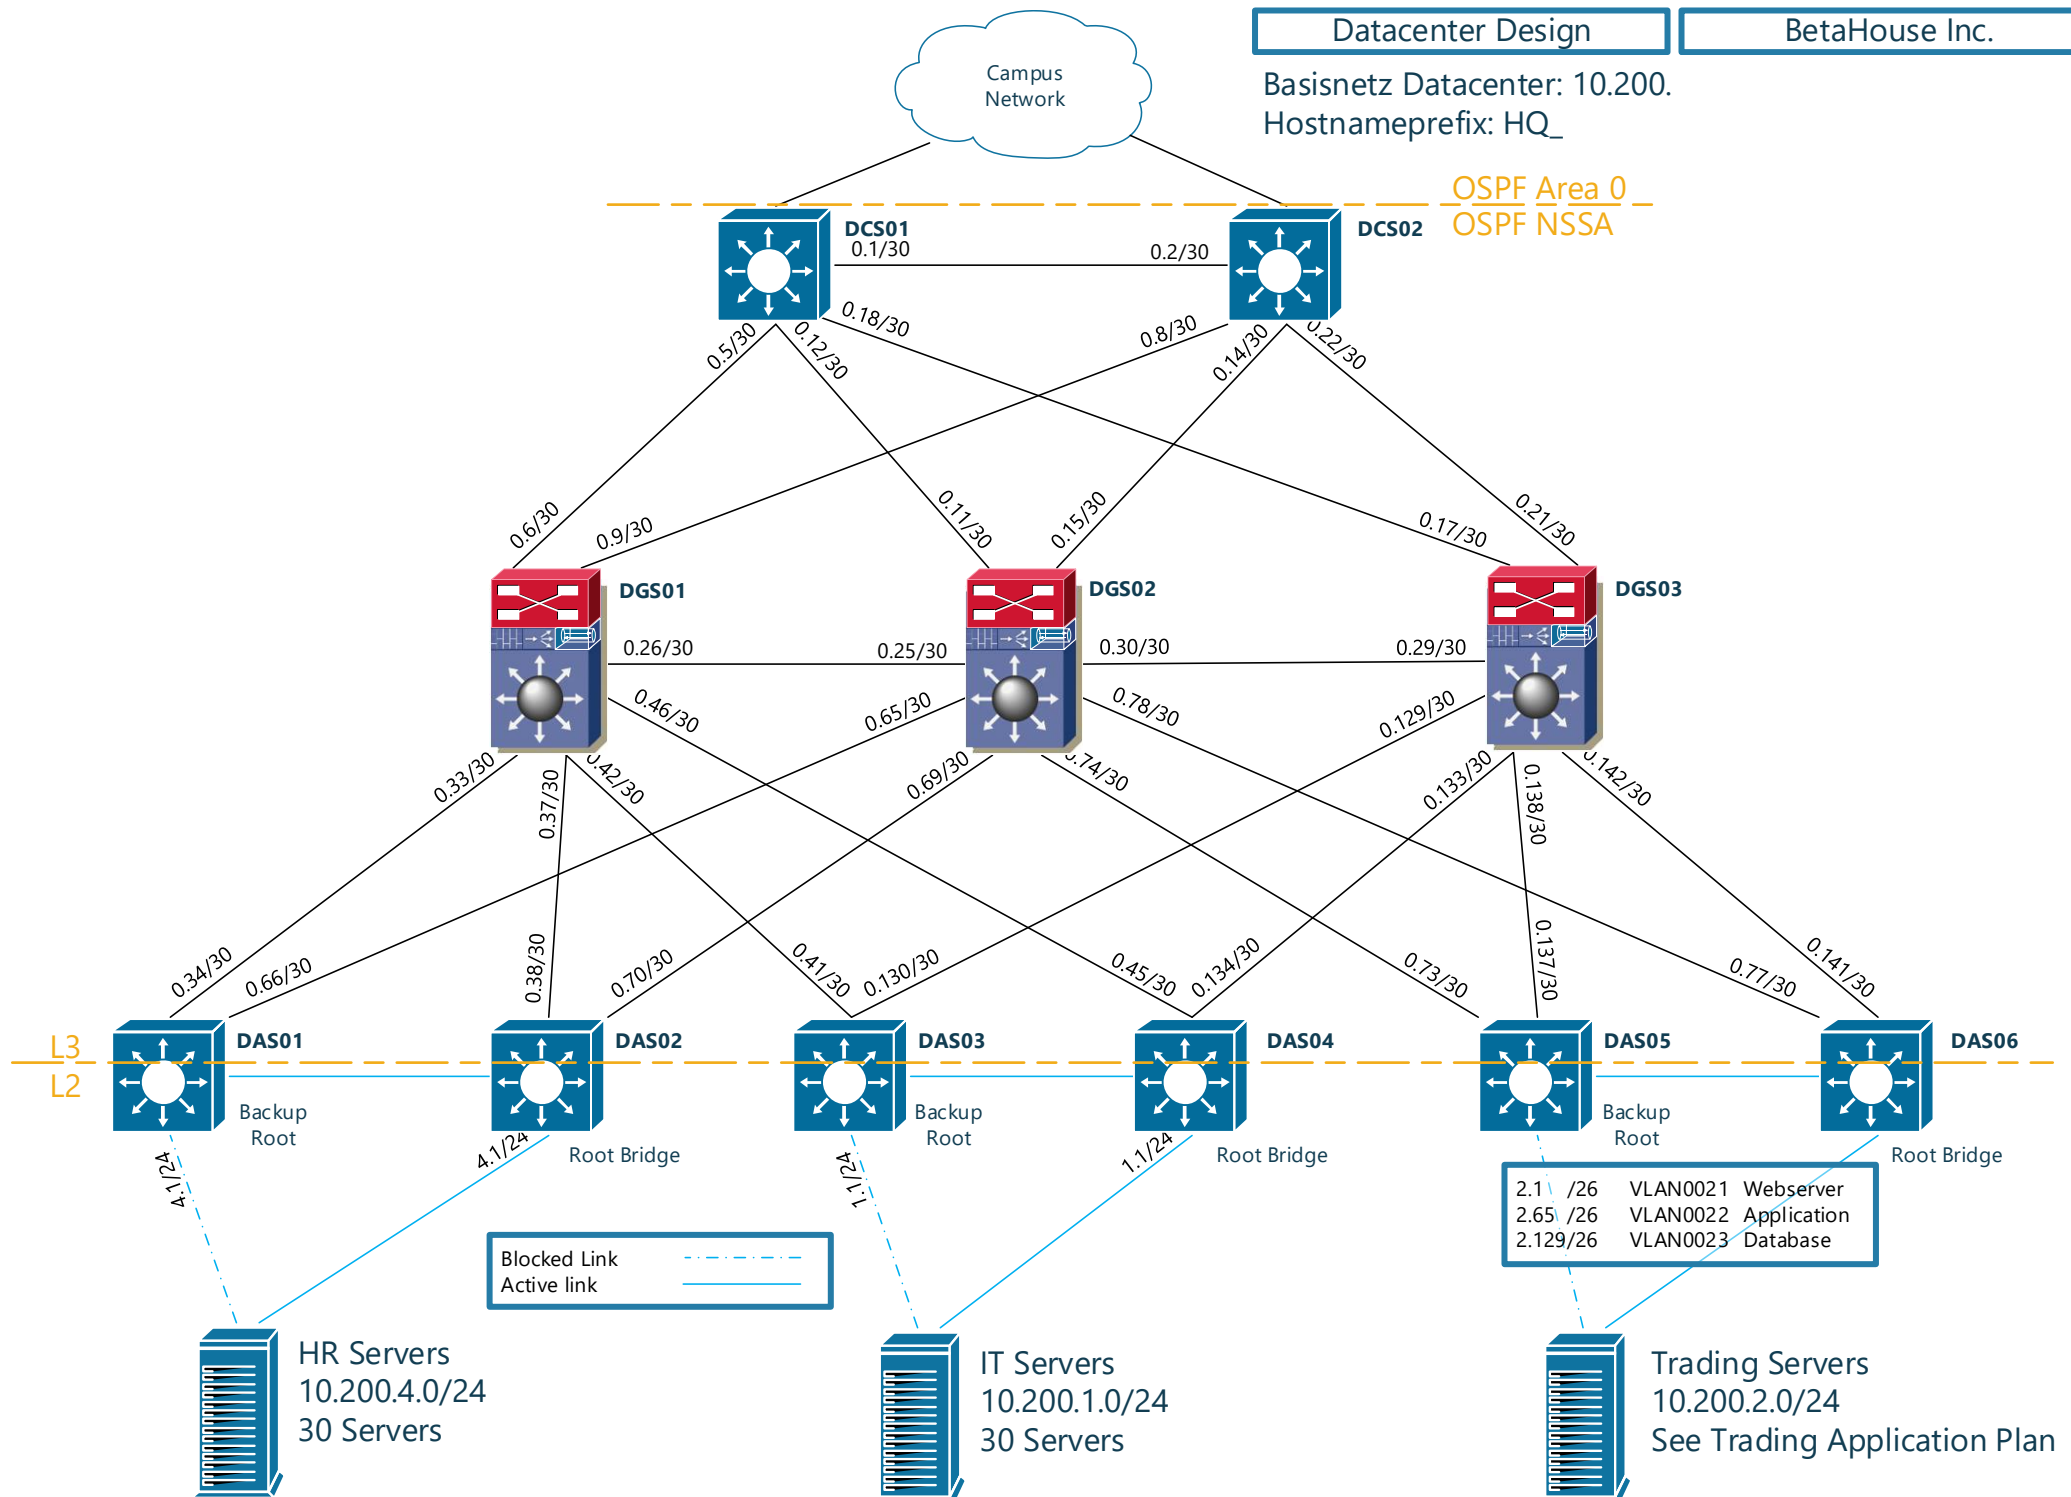 Datacenter Design
BetaHouse Inc.
Campus
Network
Basisnetz Datacenter: 10.200.
Hostnameprefix: HQ_
OSPF Area 0
OSPF NSSA
DCS01
DCS02
0.1/30
0.2/30
0.5/30
0.12/30
0.18/30
0.8/30
0.14/30
0.22/30
0.6/30
0.9/30
0.11/30
0.15/30
0.17/30
0.21/30
DGS01
DGS02
DGS03
0.26/30
0.25/30
0.30/30
0.29/30
0.46/30
0.65/30
0.78/30
0.129/30
0.33/30
0.37/30
0.42/30
0.69/30
0.74/30
0.133/30
0.138/30
0.142/30
0.34/30
0.66/30
0.38/30
0.70/30
0.41/30
0.130/30
0.45/30
0.134/30
0.73/30
0.137/30
0.77/30
0.141/30
L3
L2
DAS01
DAS02
DAS03
DAS04
DAS05
DAS06
Backup
Root
Root Bridge
Backup
Root
Root Bridge
Backup
Root
Root Bridge
4.1/24
4.1/24
1.1/24
1.1/24
2.1 /26 VLAN0021 Webserver
2.65 /26 VLAN0022 Application
2.129/26 VLAN0023 Database
Blocked Link
Active link
HR Servers
10.200.4.0/24
30 Servers
IT Servers
10.200.1.0/24
30 Servers
Trading Servers
10.200.2.0/24
See Trading Application Plan